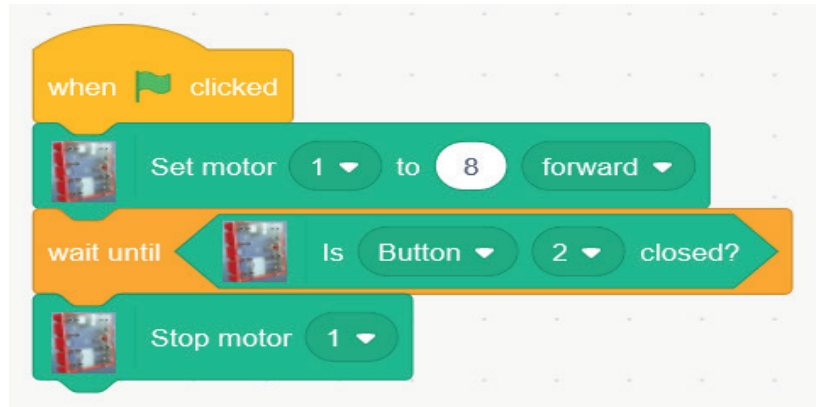 when clicked
Set motor 1 to 8 forward
wait until Is Button 2 closed?
Stop motor 1